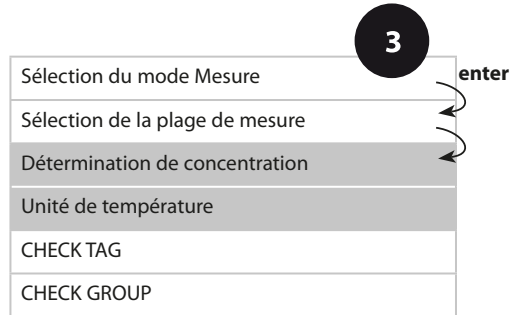 3
Sélection du mode Mesure
enter
Sélection de la plage de mesure
Détermination de concentration
Unité de température
CHECK TAG
CHECK GROUP